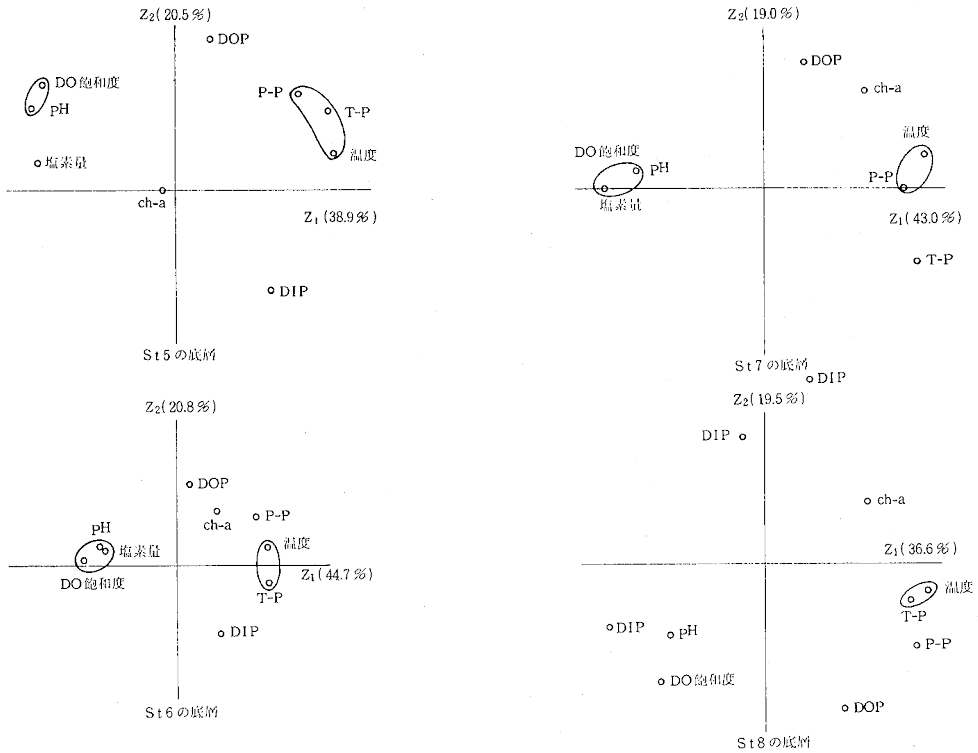 Z₂(20.5%)
DOP
DO飽和度
pH
P-P
T-P
温度
塩素量
ch-a
Z₁(38.9%)
DIP
St5の底層
Z₂(19.0%)
DOP
ch-a
温度
DO飽和度
pH
P-P
塩素量
Z₁(43.0%)
T-P
St7の底層
DIP
Z₂(20.8%)
DOP
ch-a
P-P
pH
塩素量
温度
DO飽和度
Z₁(44.7%)
T-P
DIP
St6の底層
Z₂(19.5%)
DIP
ch-a
Z₁(36.6%)
温度
T-P
DIP
pH
P-P
DO飽和度
DOP
St8の底層